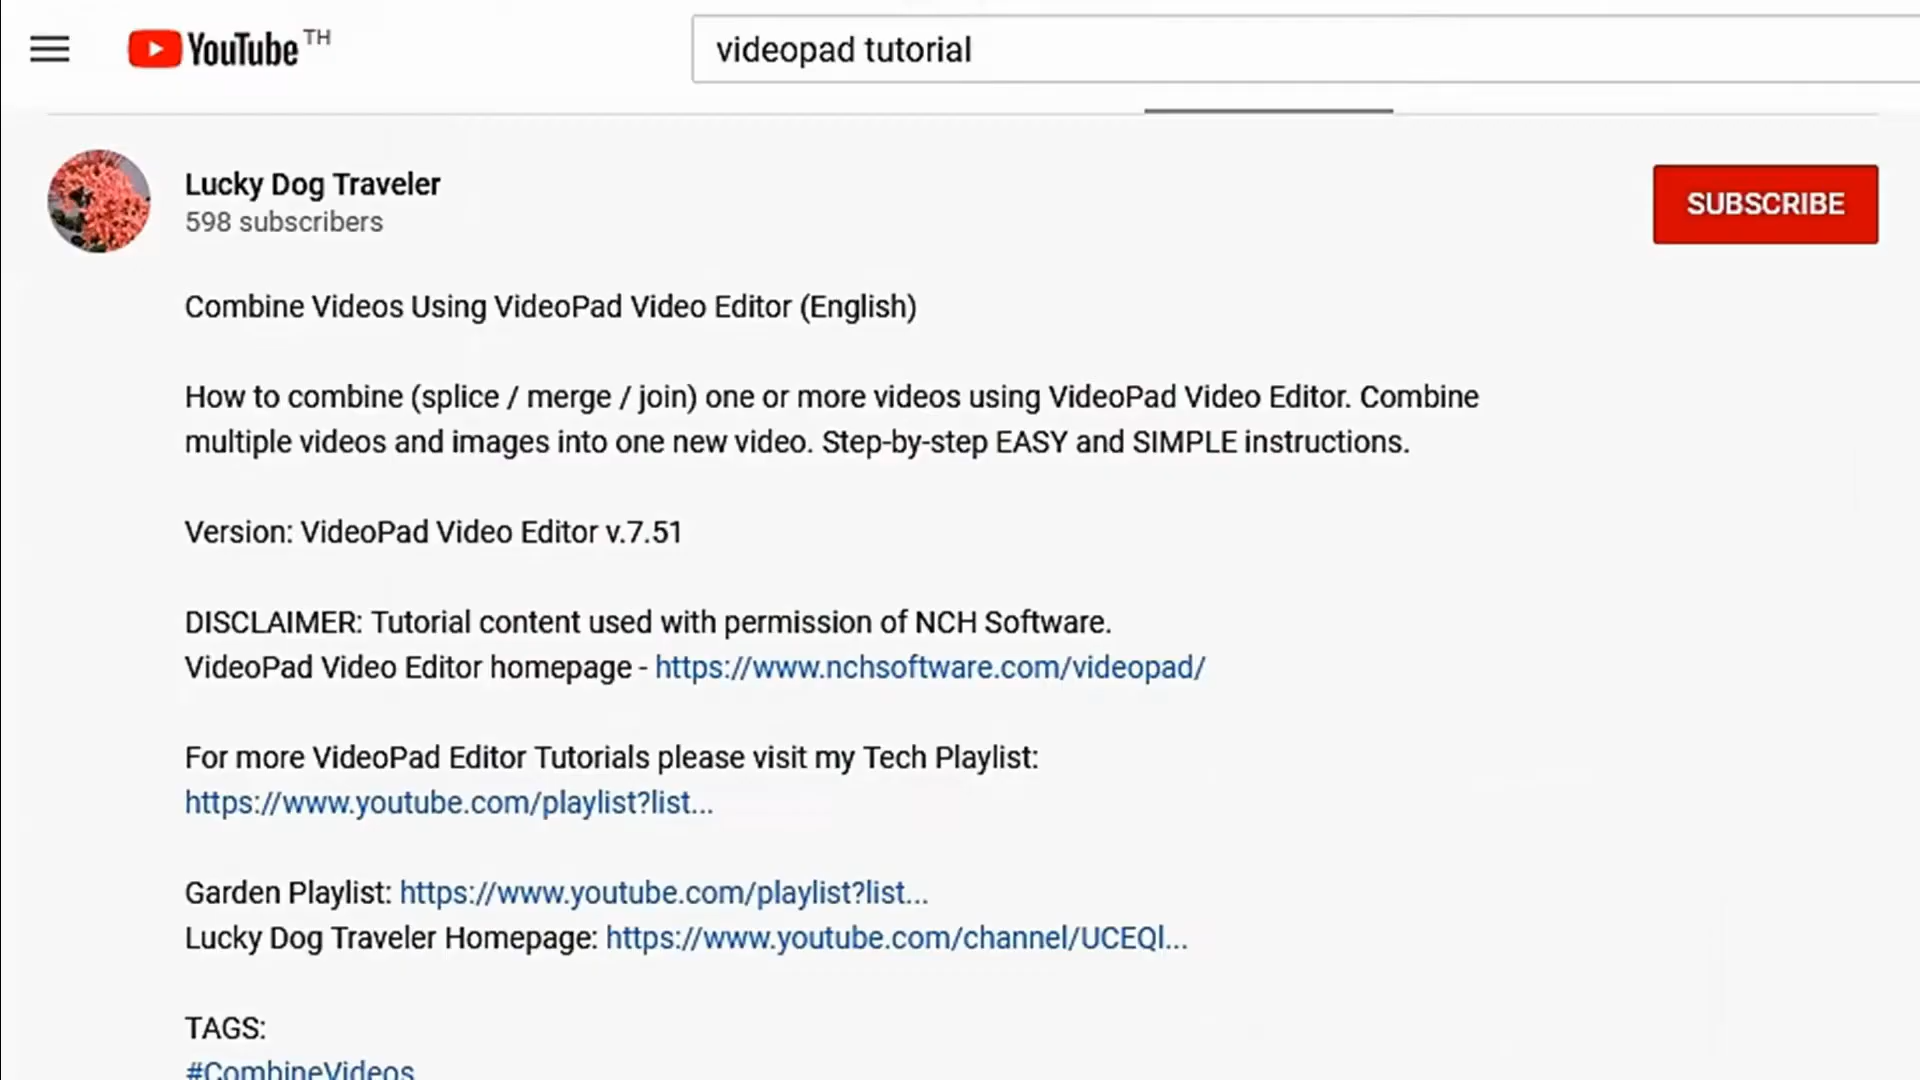 YouTube TH
videopad tutorial
Lucky Dog Traveler
598 subscribers
SUBSCRIBE
Combine Videos Using VideoPad Video Editor (English)
How to combine (splice / merge / join) one or more videos using VideoPad Video Editor. Combine
multiple videos and images into one new video. Step-by-step EASY and SIMPLE instructions.
Version: VideoPad Video Editor v.7.51
DISCLAIMER: Tutorial content used with permission of NCH Software.
VideoPad Video Editor homepage - https://www.nchsoftware.com/videopad/
For more VideoPad Editor Tutorials please visit my Tech Playlist:
https://www.youtube.com/playlist?list...
Garden Playlist: https://www.youtube.com/playlist?list...
Lucky Dog Traveler Homepage: https://www.youtube.com/channel/UCEQl...
TAGS:
#CombineVideos